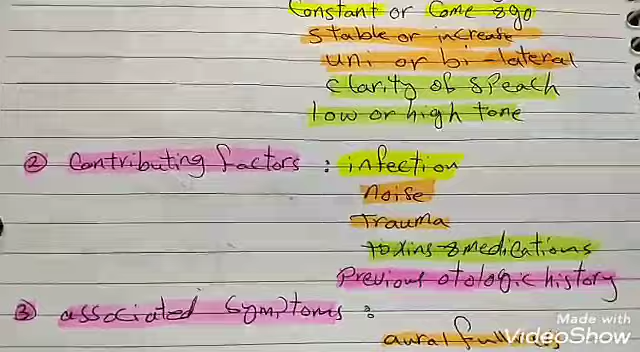 Constant or Come & go
Stable or increase
uni or bi-lateral
clarity of speach
low or high tone
② Contributing factors : infection
Noise
Trauma
toxins & medications
Previous otologic history
③ associated Symptoms :
aural fullness
Made with
VideoShow